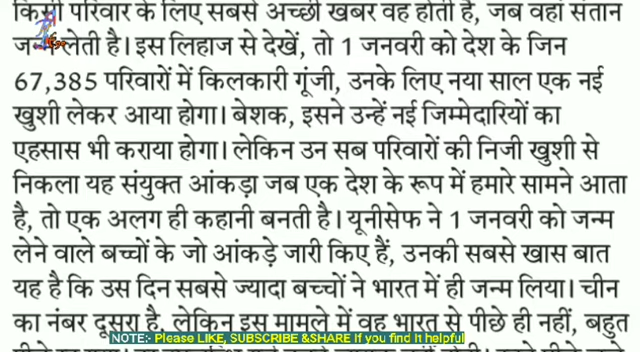 किसी परिवार के लिए सबसे अच्छी खबर वह होती है, जब वहां संतान
जन्म लेती है। इस लिहाज से देखें, तो 1 जनवरी को देश के जिन
67,385 परिवारों में किलकारी गूंजी, उनके लिए नया साल एक नई
खुशी लेकर आया होगा। बेशक, इसने उन्हें नई जिम्मेदारियों का
एहसास भी कराया होगा। लेकिन उन सब परिवारों की निजी खुशी से
निकला यह संयुक्त आंकड़ा जब एक देश के रूप में हमारे सामने आता
है, तो एक अलग ही कहानी बनती है। यूनीसेफ ने 1 जनवरी को जन्म
लेने वाले बच्चों के जो आंकड़े जारी किए हैं, उनकी सबसे खास बात
यह है कि उस दिन सबसे ज्यादा बच्चों ने भारत में ही जन्म लिया। चीन
का नंबर दूसरा है, लेकिन इस मामले में वह भारत से पीछे ही नहीं, बहुत
NOTE:- Please LIKE, SUBSCRIBE &SHARE If you find it helpful